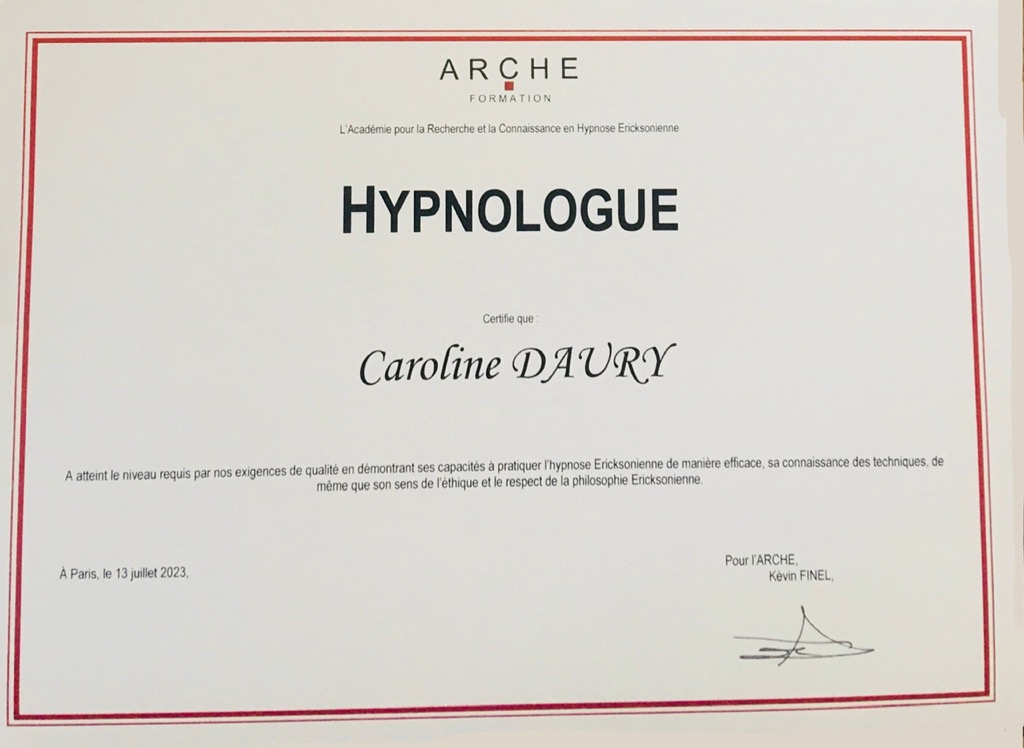 ARCHE
FORMATION
L'Académie pour la Recherche et la Connaissance en Hypnose Ericksonienne
HYPNOLOGUE
Certifie que :
Caroline DAURY
A atteint le niveau requis par nos exigences de qualité en démontrant ses capacités à pratiquer l'hypnose Ericksonienne de manière efficace, sa connaissance des techniques, de
même que son sens de l'éthique et le respect de la philosophie Ericksonienne.
Pour l'ARCHE,
À Paris, le 13 juillet 2023,
Kévin FINEL,